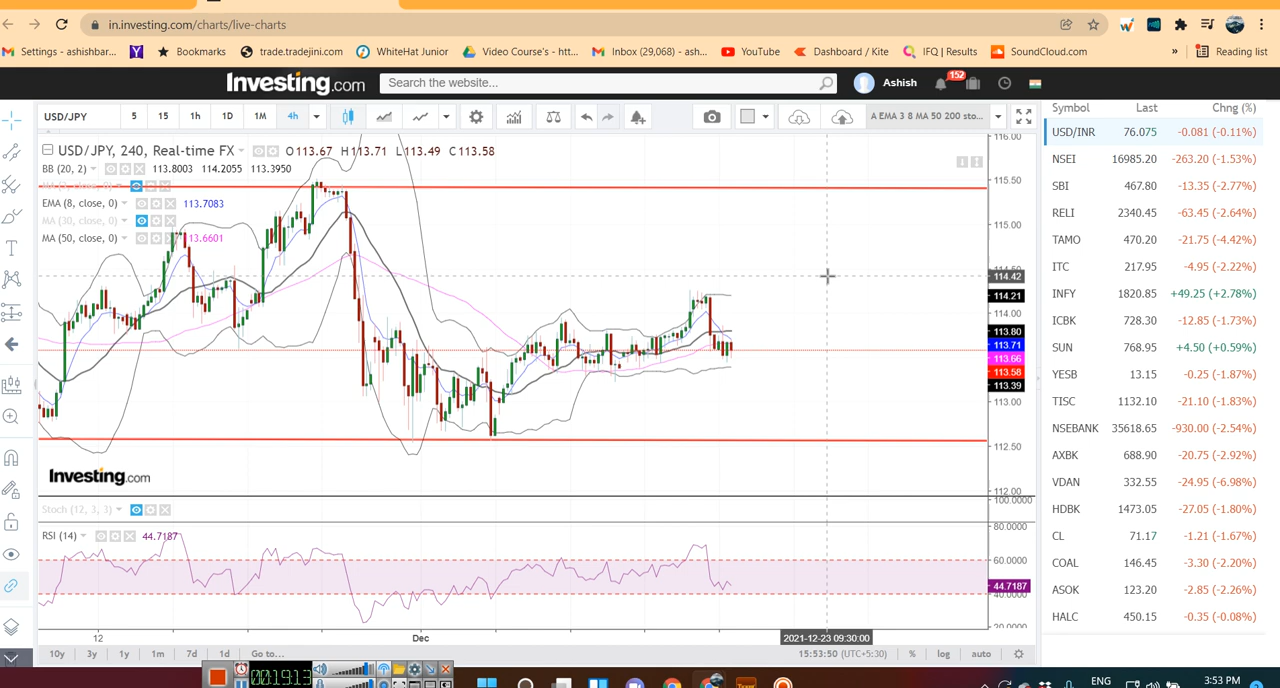 in.investing.com/charts/live-charts
Settings - ashishbar... Bookmarks trade.tradejini.com WhiteHat Junior Video Course's - htt... Inbox (29,068) - ash... YouTube Dashboard / Kite IFQ | Results SoundCloud.com » Reading list
Investing.com Search the website... Ashish 152
USD/JPY 5 15 1h 1D 1M 4h A EMA 3 8 MA 50 200 sto...
USD/JPY, 240, Real-time FX O113.67 H113.71 L113.49 C113.58
BB (20, 2) 113.8003 114.2055 113.3950
EMA (8, close, 0) 113.7083
MA (30, close, 0)
MA (50, close, 0) 13.6601
116.00
115.50
115.00
114.42
114.21
114.00
113.80
113.71
113.66
113.58
113.39
113.00
112.50
112.00
Investing.com
Stoch (12, 3, 3)
100.0000
RSI (14) 44.7187
80.0000
60.0000
44.7187
40.0000
20.0000
12 Dec 2021-12-23 09:30:00
10y 3y 1y 1m 7d 1d Go to... 15:53:50 (UTC+5:30) % log auto
Symbol Last Chng (%)
USD/INR 76.075 -0.081 (-0.11%)
NSEI 16985.20 -263.20 (-1.53%)
SBI 467.80 -13.35 (-2.77%)
RELI 2340.45 -63.45 (-2.64%)
TAMO 470.20 -21.75 (-4.42%)
ITC 217.95 -4.95 (-2.22%)
INFY 1820.85 +49.25 (+2.78%)
ICBK 728.30 -12.85 (-1.73%)
SUN 768.95 +4.50 (+0.59%)
YESB 13.15 -0.25 (-1.87%)
TISC 1132.10 -21.10 (-1.83%)
NSEBANK 35618.65 -930.00 (-2.54%)
AXBK 688.90 -20.75 (-2.92%)
VDAN 332.55 -24.95 (-6.98%)
HDBK 1473.05 -27.05 (-1.80%)
CL 71.17 -1.21 (-1.67%)
COAL 146.45 -3.30 (-2.20%)
ASOK 123.20 -2.85 (-2.26%)
HALC 450.15 -0.35 (-0.08%)
00:19:13
ENG 3:53 PM